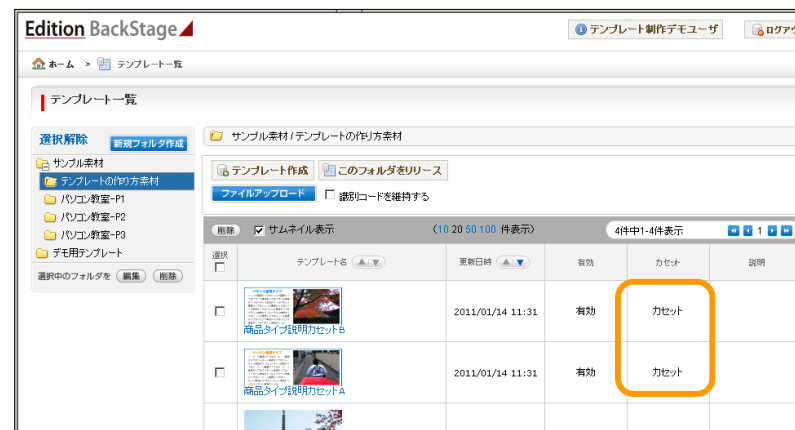 Edition BackStage
テンプレート制作デモユーザ
ログアウ
ホーム > テンプレート一覧
テンプレート一覧
選択解除
新規フォルダ作成
サンプル素材
テンプレートの作り方素材
パソコン教室-P1
パソコン教室-P2
パソコン教室-P3
デモ用テンプレート
選択中のフォルダを 編集 削除
サンプル素材 / テンプレートの作り方素材
テンプレート作成 このフォルダをリリース
ファイルアップロード 識別コードを維持する
削除 サムネイル表示 〈10 20 50 100 件表示〉 4件中1-4件表示 1
選択 テンプレート名 ▲ ▼ 更新日時 ▲ ▼ 有効 カセット 説明
商品タイプ説明カセットB
2011/01/14 11:31 有効 カセット
商品タイプ説明カセットA
2011/01/14 11:31 有効 カセット